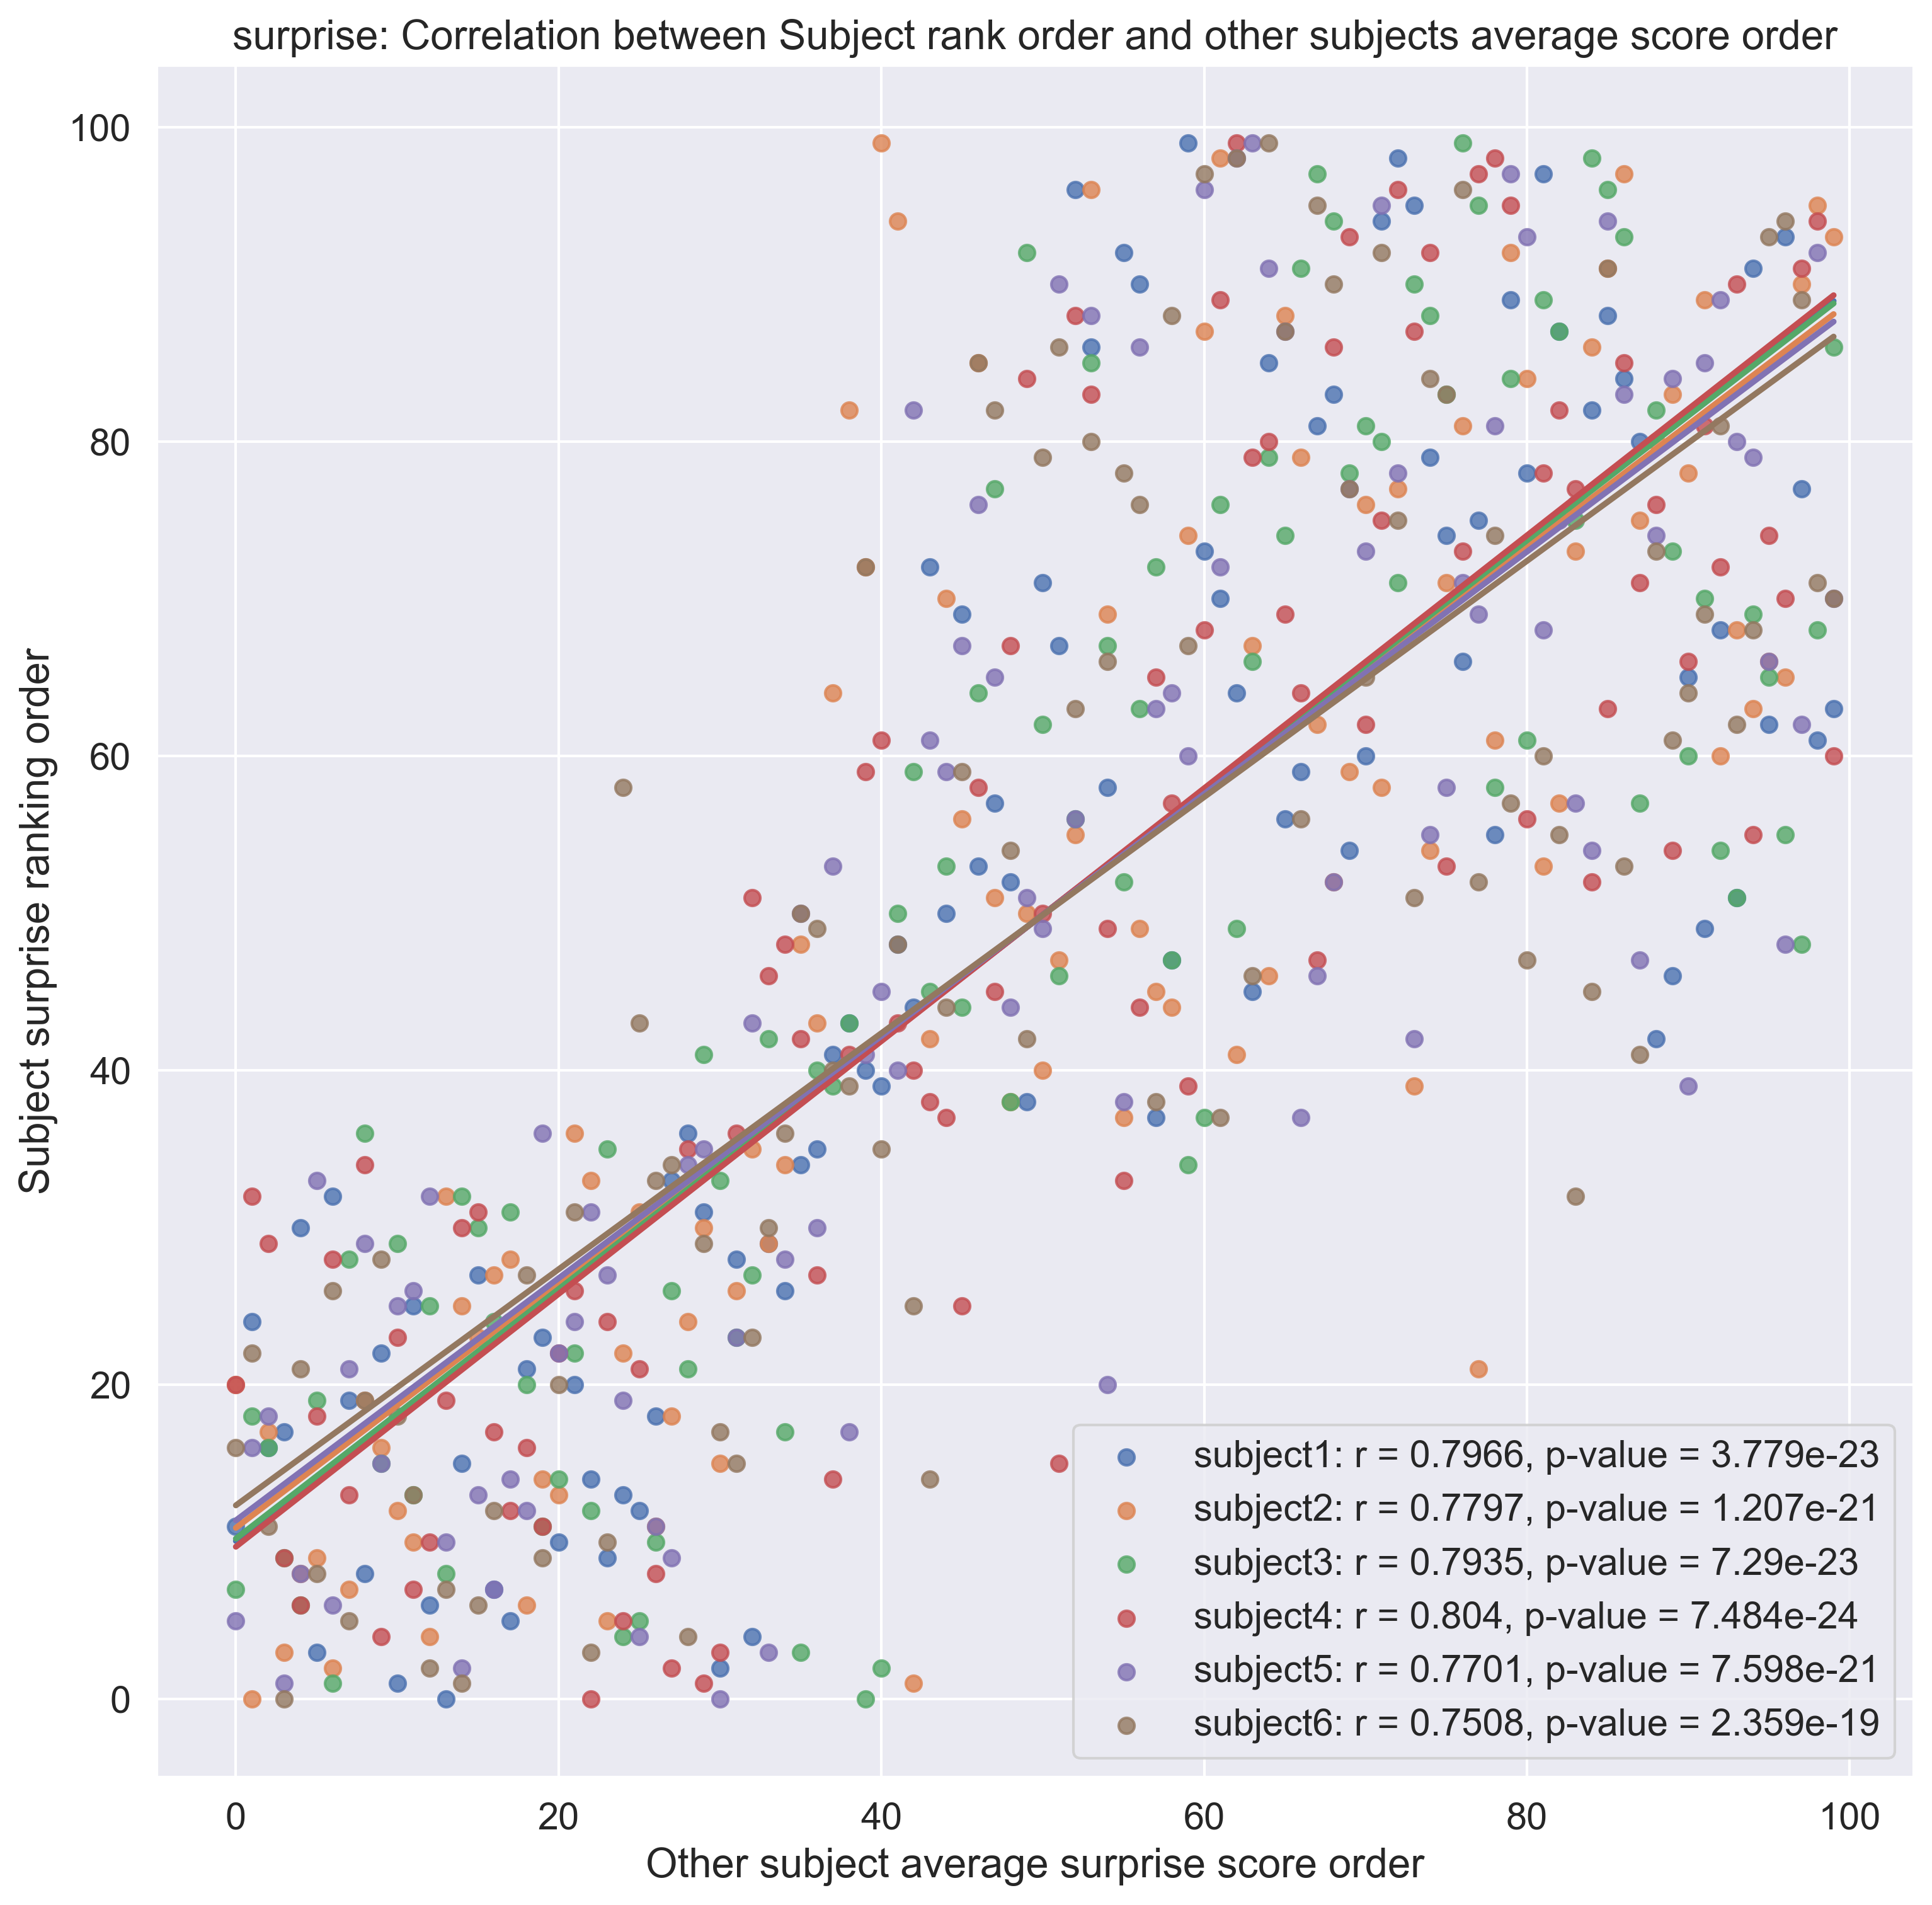 surprise: Correlation between Subject rank order and other subjects average score order
100
80
60
40
20
0
Subject surprise ranking order
subject1: r = 0.7966, p-value = 3.779e-23
subject2: r = 0.7797, p-value = 1.207e-21
subject3: r = 0.7935, p-value = 7.29e-23
subject4: r = 0.804, p-value = 7.484e-24
subject5: r = 0.7701, p-value = 7.598e-21
subject6: r = 0.7508, p-value = 2.359e-19
0 20 40 60 80 100
Other subject average surprise score order